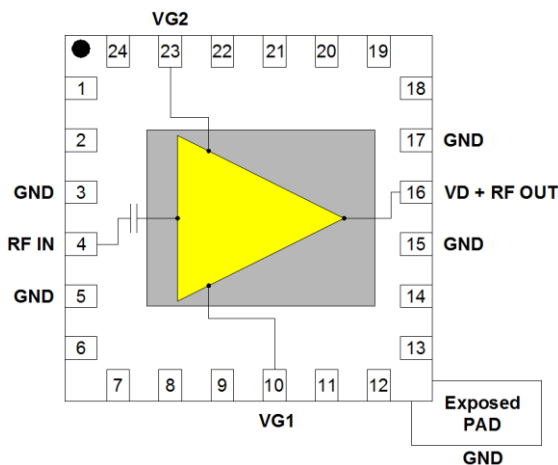 VG2
24 23 22 21 20 19
1 18
2 17 GND
GND 3 16 VD + RF OUT
RF IN 4 15 GND
GND 5 14
6 13
7 8 9 10 11 12
VG1
Exposed
PAD
GND